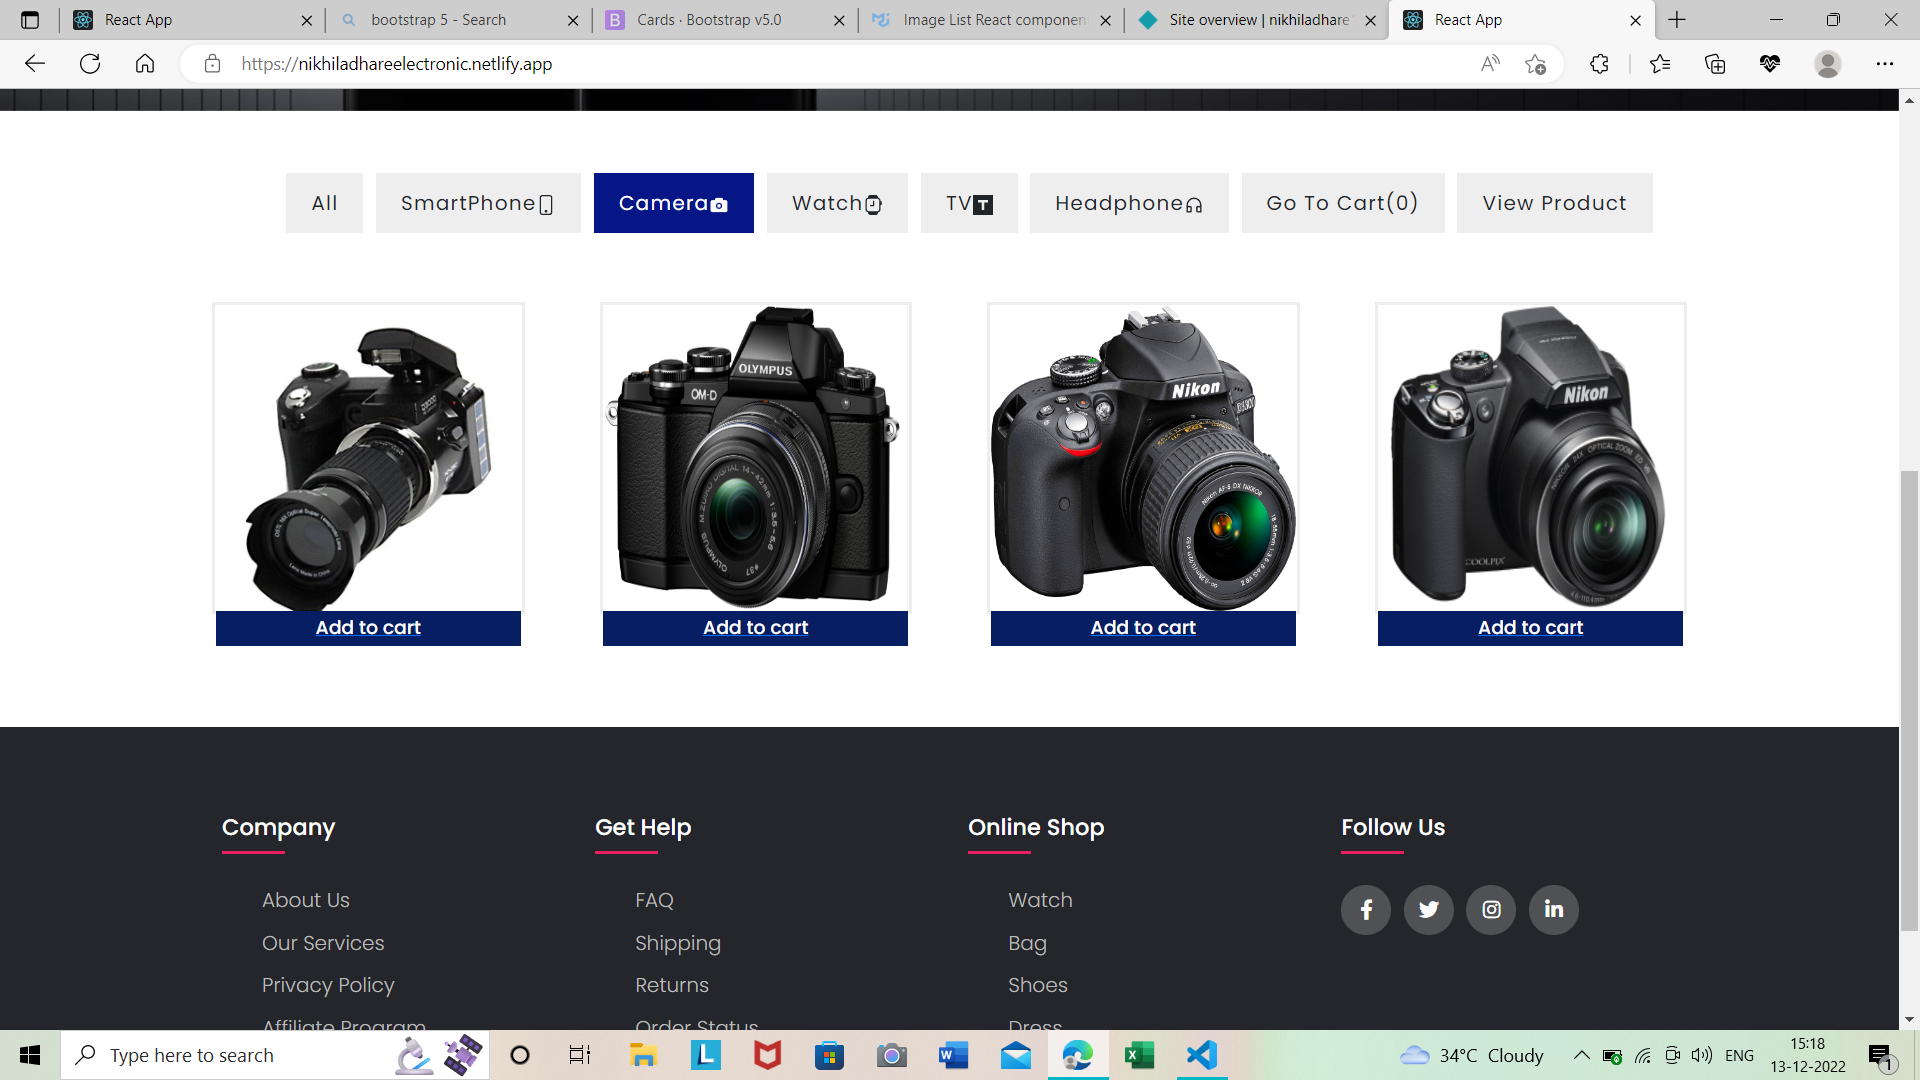 React App
bootstrap 5 - Search
Cards · Bootstrap v5.0
Image List React componen
Site overview | nikhiladhare
React App
https://nikhiladhareelectronic.netlify.app
All
SmartPhone
Camera
Watch
TV
Headphone
Go To Cart(0)
View Product
OLYMPUS
OM-D
Nikon
D3300
Nikon
COOLPIX
Add to cart
Add to cart
Add to cart
Add to cart
Company
Get Help
Online Shop
Follow Us
About Us
FAQ
Watch
Our Services
Shipping
Bag
Privacy Policy
Returns
Shoes
Affiliate Program
Order Status
Dress
Type here to search
34°C Cloudy
ENG
15:18
13-12-2022
1